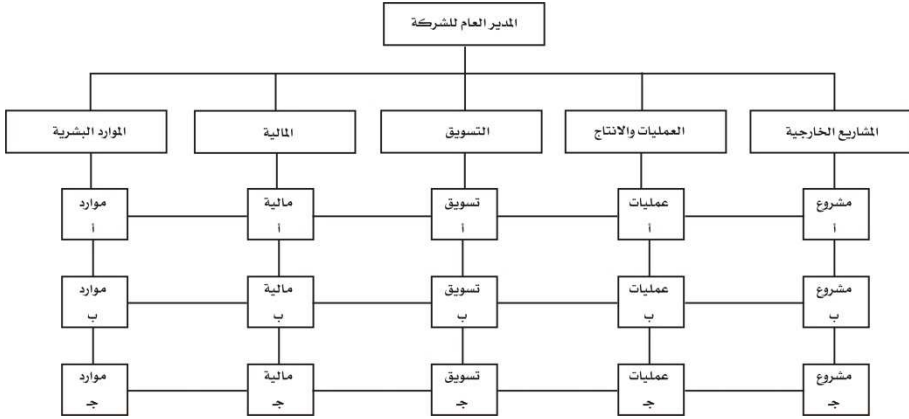 المدير العام للشركة
المشاريع الخارجية
العمليات والانتاج
التسويق
المالية
الموارد البشرية
مشروع
أ
عمليات
أ
تسويق
أ
مالية
أ
موارد
أ
مشروع
ب
عمليات
ب
تسويق
ب
مالية
ب
موارد
ب
مشروع
جـ
عمليات
جـ
تسويق
جـ
مالية
جـ
موارد
جـ